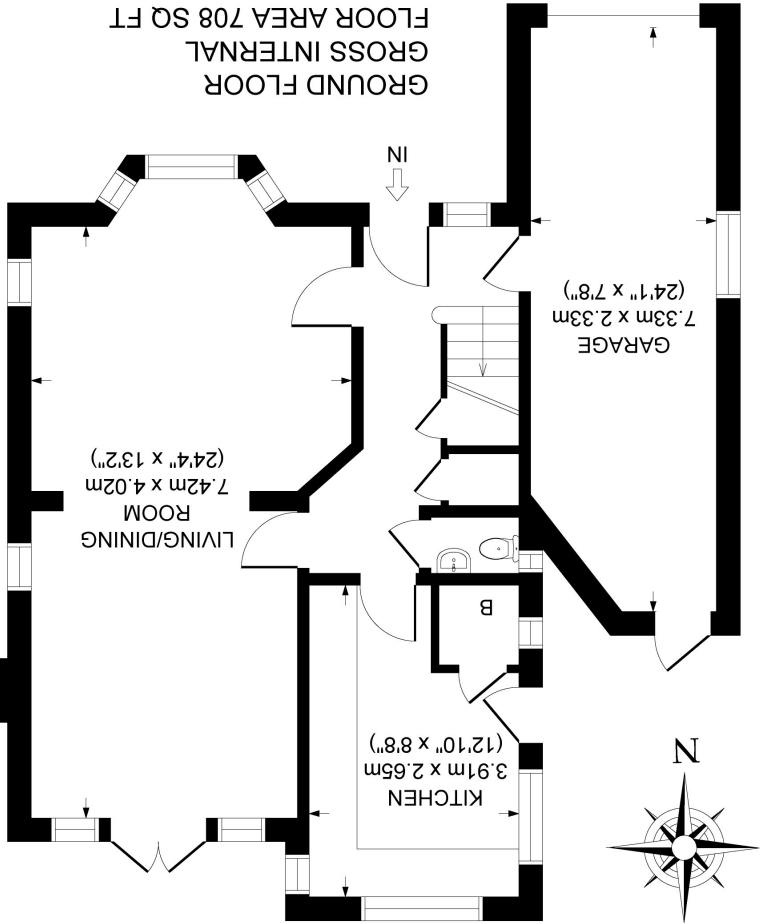 N
KITCHEN
3.91m x 2.65m
(12'10" x 8'8")
B
LIVING/DINING
ROOM
7.42m x 4.02m
(24'4" x 13'2")
GARAGE
7.33m x 2.33m
(24'1" x 7'8")
IN
GROUND FLOOR
GROSS INTERNAL
FLOOR AREA 708 SQ FT